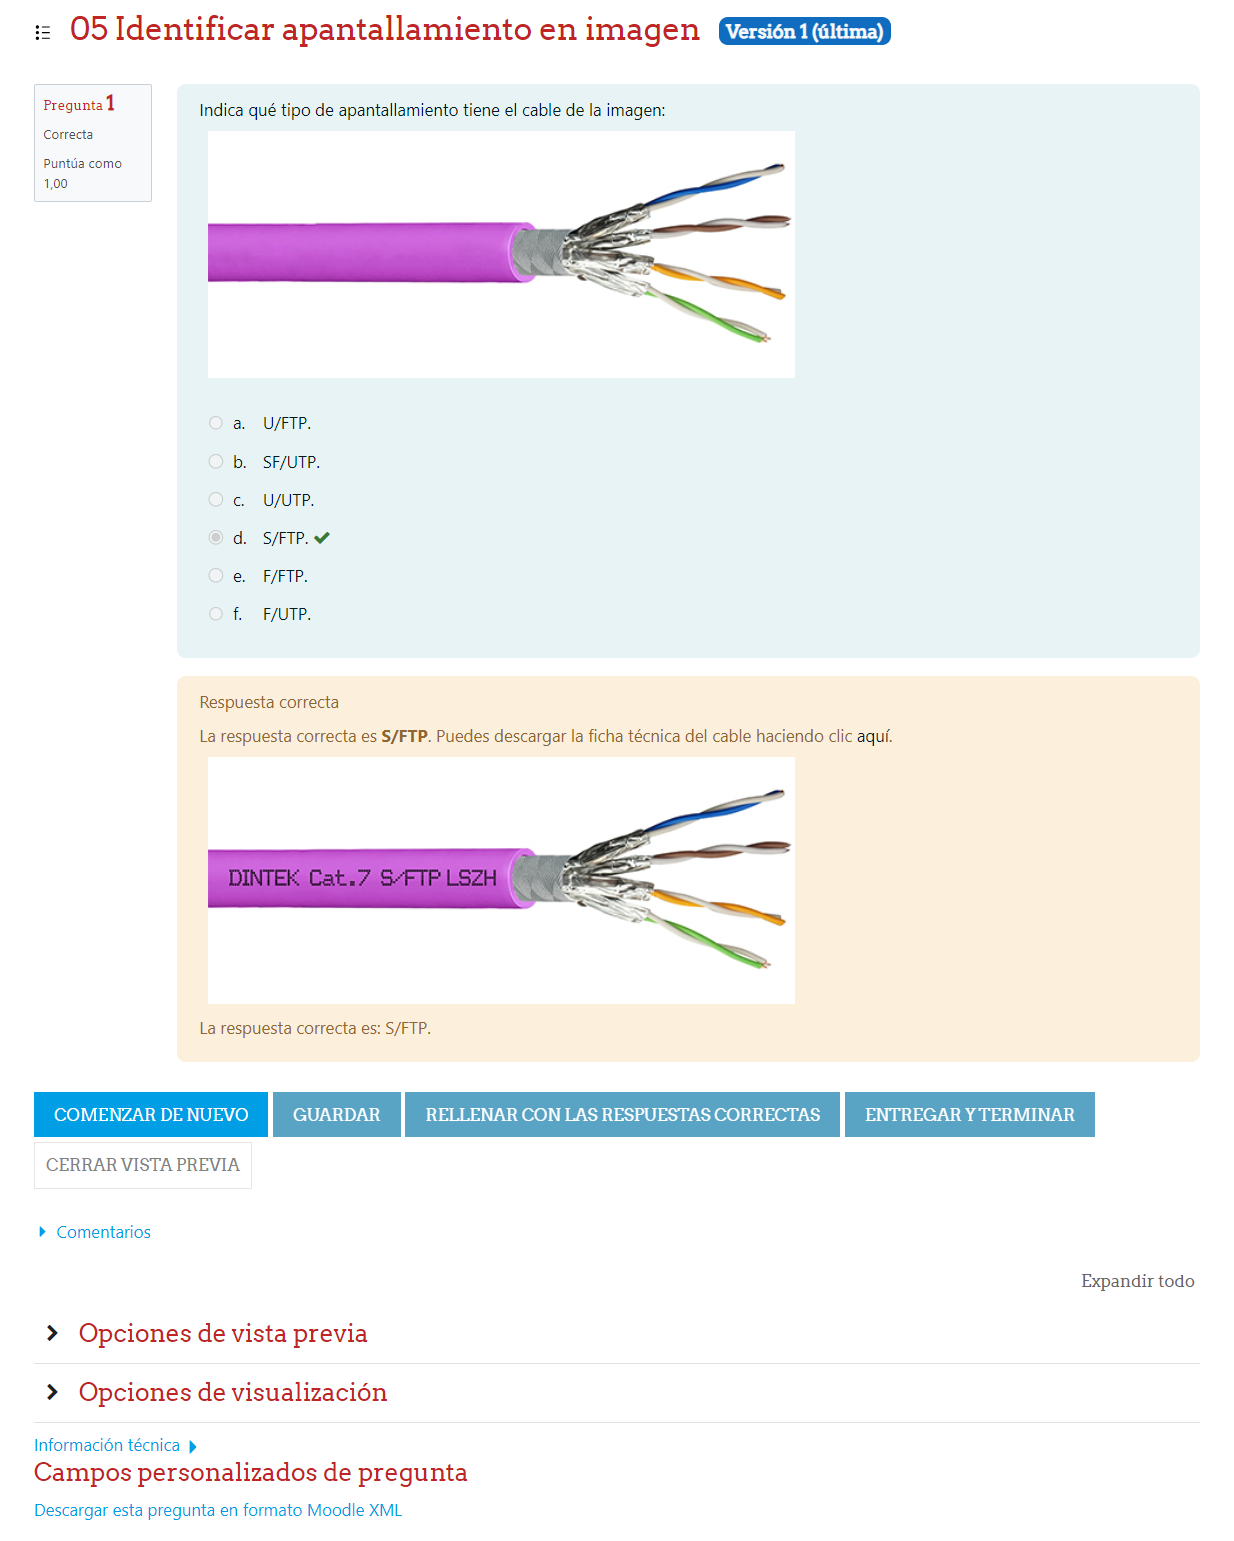 05 Identificar apantallamiento en imagen Versión 1 (última)
Pregunta 1
Correcta
Puntúa como
1,00
Indica qué tipo de apantallamiento tiene el cable de la imagen:
a. U/FTP.
b. SF/UTP.
c. U/UTP.
d. S/FTP.
e. F/FTP.
f. F/UTP.
Respuesta correcta
La respuesta correcta es S/FTP. Puedes descargar la ficha técnica del cable haciendo clic aquí.
DINTEK Cat.7 S/FTP LSZH
La respuesta correcta es: S/FTP.
COMENZAR DE NUEVO GUARDAR RELLENAR CON LAS RESPUESTAS CORRECTAS ENTREGAR Y TERMINAR
CERRAR VISTA PREVIA
Comentarios
Expandir todo
Opciones de vista previa
Opciones de visualización
Información técnica
Campos personalizados de pregunta
Descargar esta pregunta en formato Moodle XML